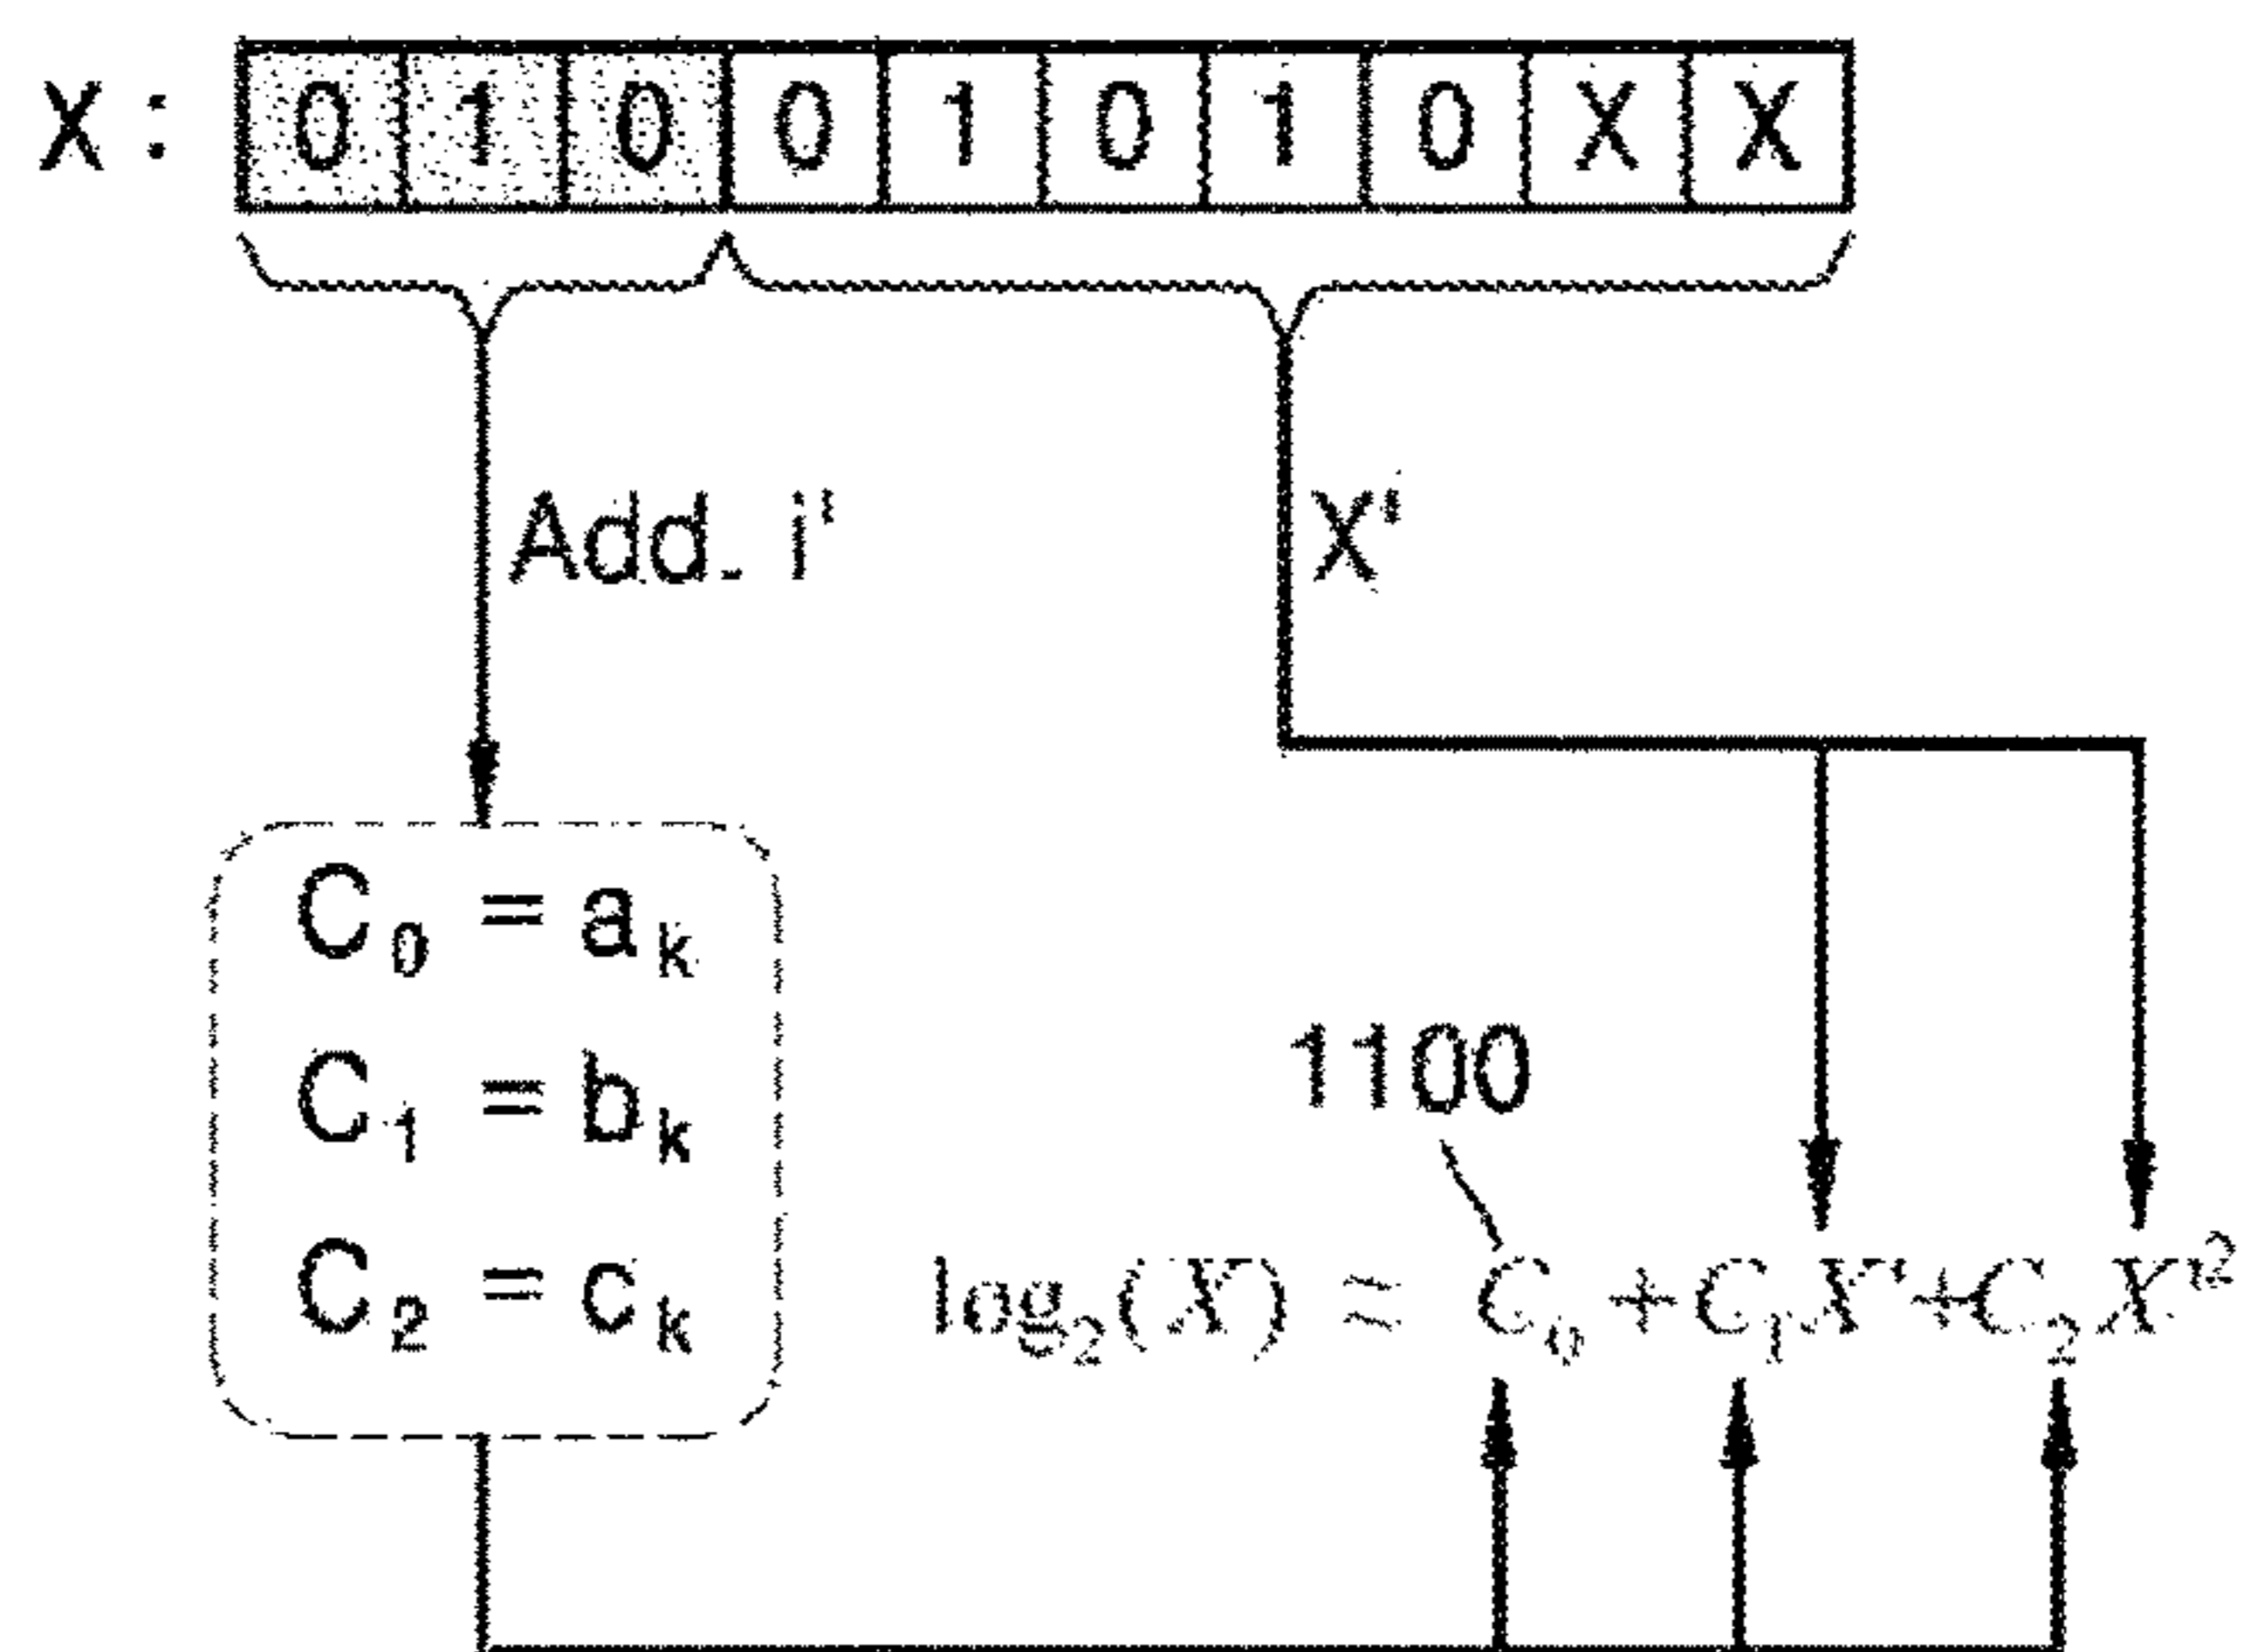 X : 0 1 0 0 1 0 1 0 X X
Add. i' X'
C₀ = aₖ
C₁ = bₖ
1100
C₂ = cₖ log₂(X) ≈ C₀ + C₁X' + C₂X'²